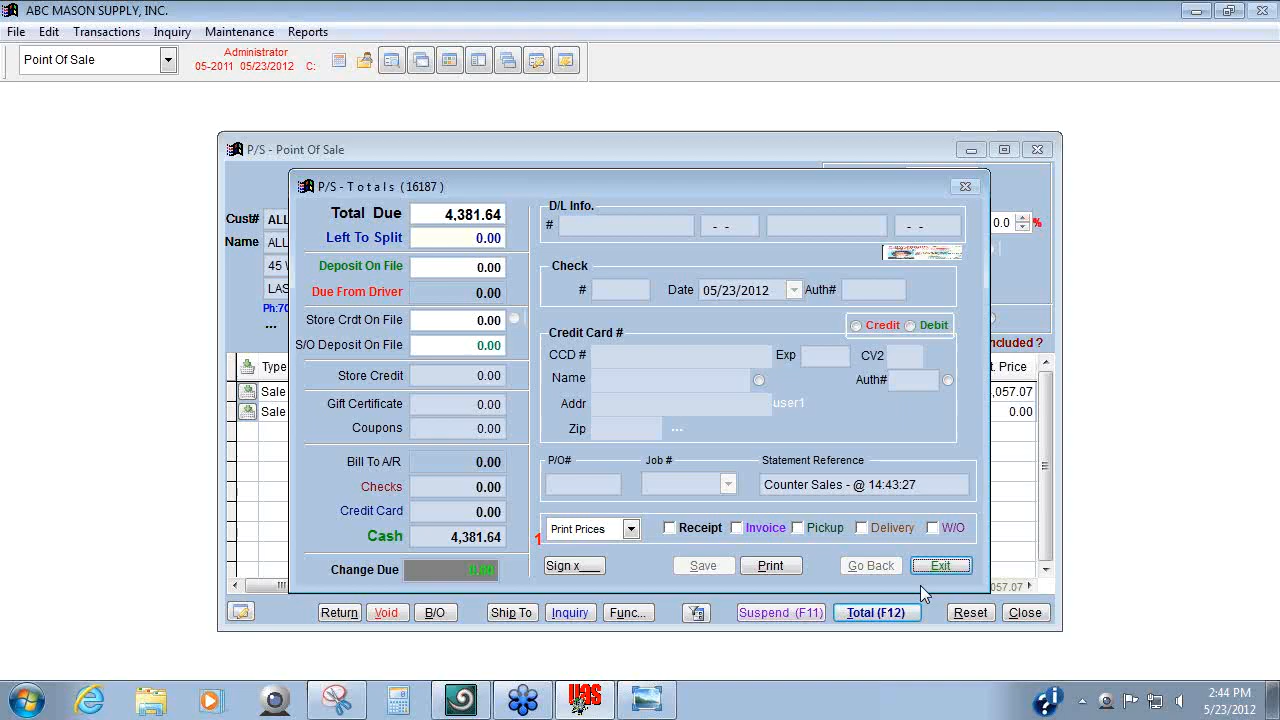 ABC MASON SUPPLY, INC.
File Edit Transactions Inquiry Maintenance Reports
Point Of Sale
Administrator
05-2011 05/23/2012 C:
P/S - Point Of Sale
P/S - T o t a l s ( 16187 )
Cust# ALL
Name ALL
45 W
LAS
Ph:70
...
0.0 %
included ?
Type t. Price
Sale ,057.07
Sale 0.00
Total Due 4,381.64
Left To Split 0.00
Deposit On File 0.00
Due From Driver 0.00
Store Crdt On File 0.00
S/O Deposit On File 0.00
Store Credit 0.00
Gift Certificate 0.00
Coupons 0.00
Bill To A/R 0.00
Checks 0.00
Credit Card 0.00
Cash 4,381.64
Change Due 0.00
D/L Info.
# - - - -
Check
# Date 05/23/2012 Auth#
Credit Debit
Credit Card #
CCD # Exp CV2
Name Auth#
Addr user1
Zip ...
P/O# Job # Statement Reference
Counter Sales - @ 14:43:27
1 Print Prices Receipt Invoice Pickup Delivery W/O
Sign x___ Save Print Go Back Exit
057.07
Return Void B/O Ship To Inquiry Func... Suspend (F11) Total (F12) Reset Close
UGS
2:44 PM
5/23/2012